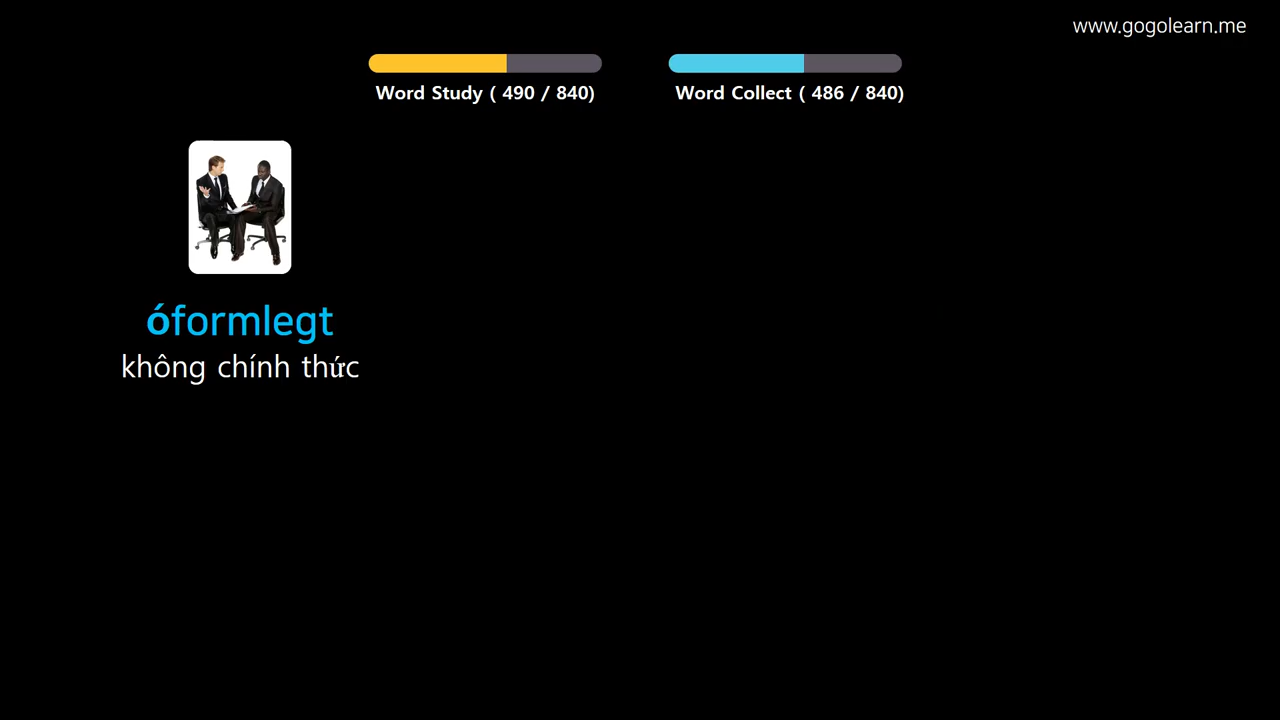 www.gogolearn.me
Word Study ( 490 / 840)
Word Collect ( 486 / 840)
óformlegt
không chính thức